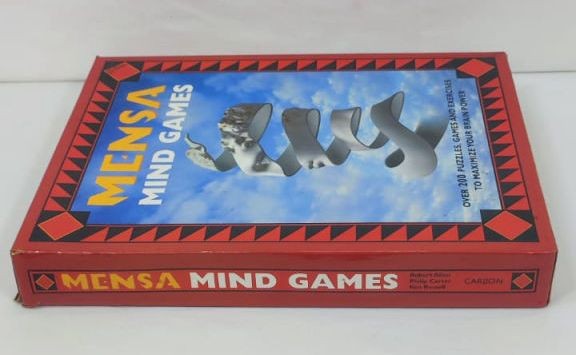 MENSA
MIND GAMES
OVER 200 PUZZLES, GAMES AND EXERCISES
TO MAXIMIZE YOUR BRAIN POWER
MENSA MIND GAMES
Robert Allen
Philip Carter
Ken Russell
CARLTON